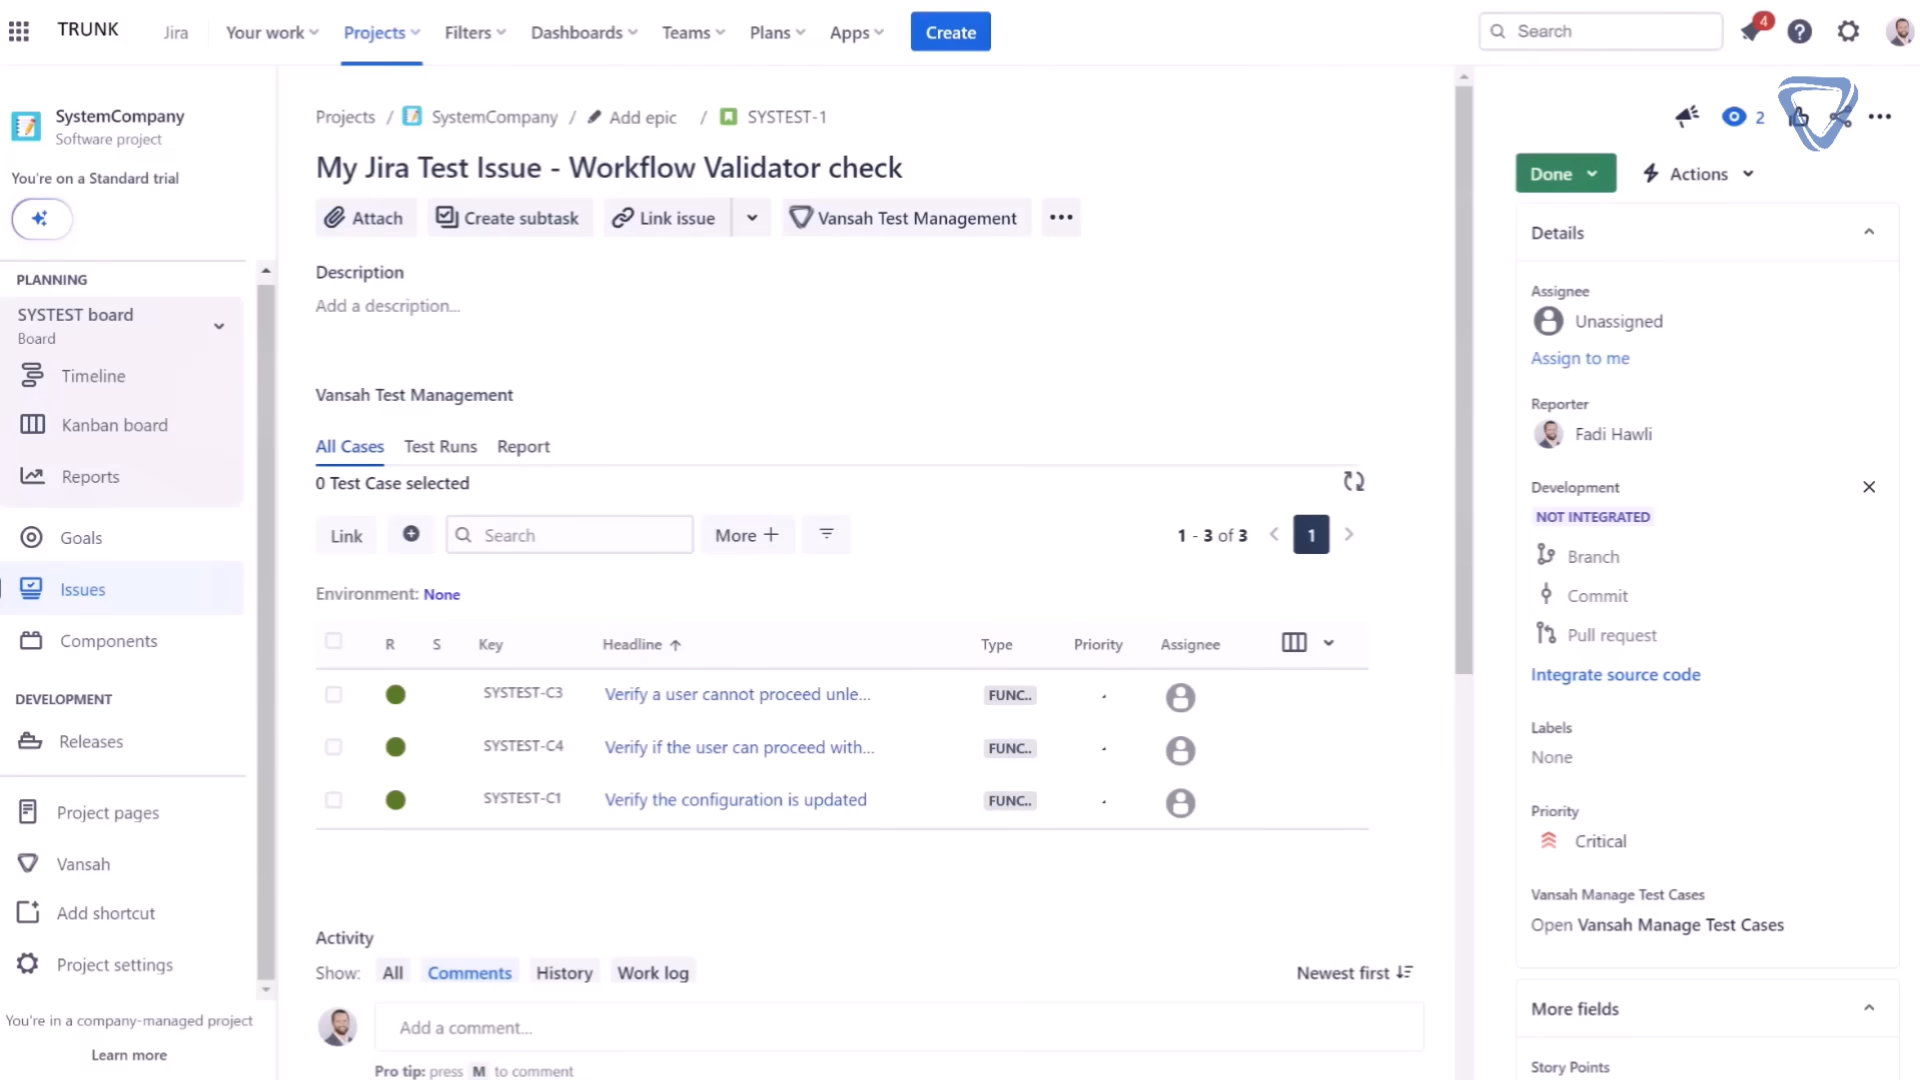 TRUNK
Jira
Your work
Projects
Filters
Dashboards
Teams
Plans
Apps
Create
Search
4
SystemCompany
Software project
You're on a Standard trial
PLANNING
SYSTEST board
Board
Timeline
Kanban board
Reports
Goals
Issues
Components
DEVELOPMENT
Releases
Project pages
Vansah
Add shortcut
Project settings
You're in a company-managed project
Learn more
Projects / SystemCompany / Add epic / SYSTEST-1
My Jira Test Issue - Workflow Validator check
Attach
Create subtask
Link issue
Vansah Test Management
Description
Add a description...
Vansah Test Management
All Cases
Test Runs
Report
0 Test Case selected
Link
Search
More
1 - 3 of 3
1
Environment: None
R S Key Headline Type Priority Assignee
SYSTEST-C3 Verify a user cannot proceed unle... FUNC..
SYSTEST-C4 Verify if the user can proceed with... FUNC..
SYSTEST-C1 Verify the configuration is updated FUNC..
Activity
Show: All Comments History Work log
Newest first
Add a comment...
Pro tip: press M to comment
2
Done
Actions
Details
Assignee
Unassigned
Assign to me
Reporter
Fadi Hawli
Development
NOT INTEGRATED
Branch
Commit
Pull request
Integrate source code
Labels
None
Priority
Critical
Vansah Manage Test Cases
Open Vansah Manage Test Cases
More fields
Story Points